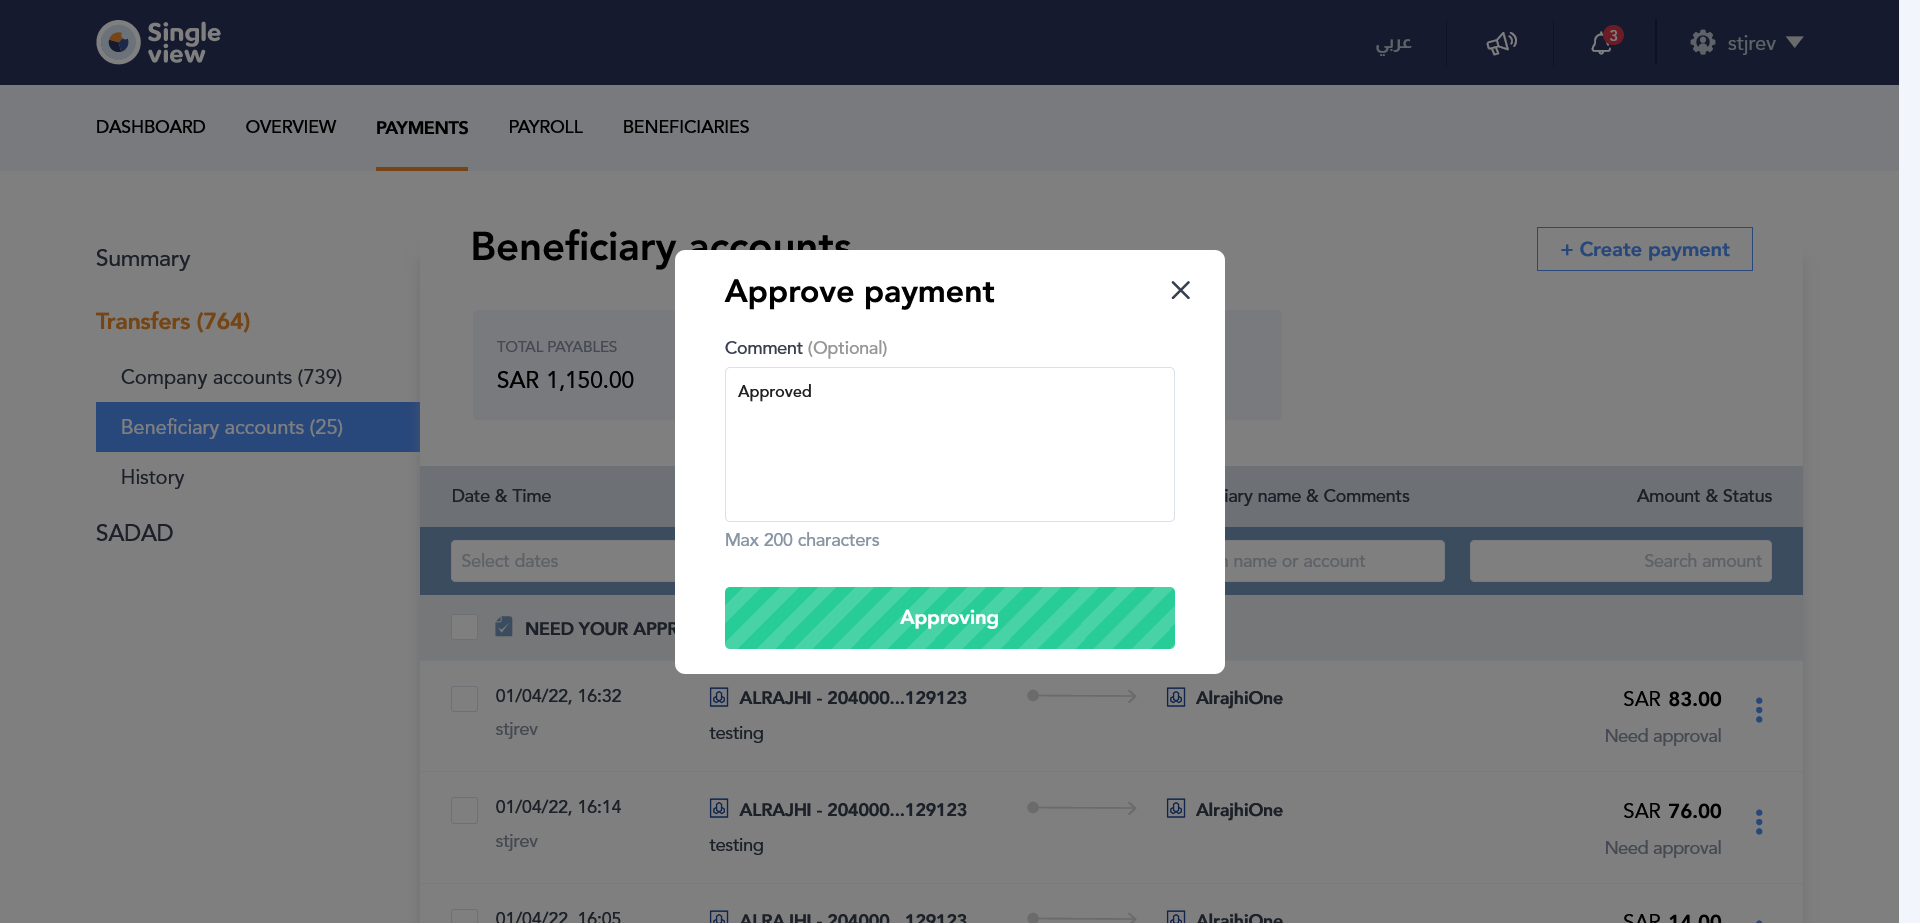 Single
view
عربي
3
stjrev
DASHBOARD
OVERVIEW
PAYMENTS
PAYROLL
BENEFICIARIES
Summary
Transfers (764)
Company accounts (739)
Beneficiary accounts (25)
History
SADAD
Beneficiary accounts
+ Create payment
TOTAL PAYABLES
SAR 1,150.00
Approve payment
Comment (Optional)
Approved
Max 200 characters
Approving
Date & Time
name & Comments
Amount & Status
Select dates
name or account
Search amount
NEED YOUR
01/04/22, 16:32
stjrev
ALRAJHI - 204000...129123
testing
AlrajhiOne
SAR 83.00
Need approval
01/04/22, 16:14
stjrev
ALRAJHI - 204000...129123
testing
AlrajhiOne
SAR 76.00
Need approval
01/04/22, 16:05
ALRAJHI - 204000...129123
AlrajhiOne
SAR 14.00